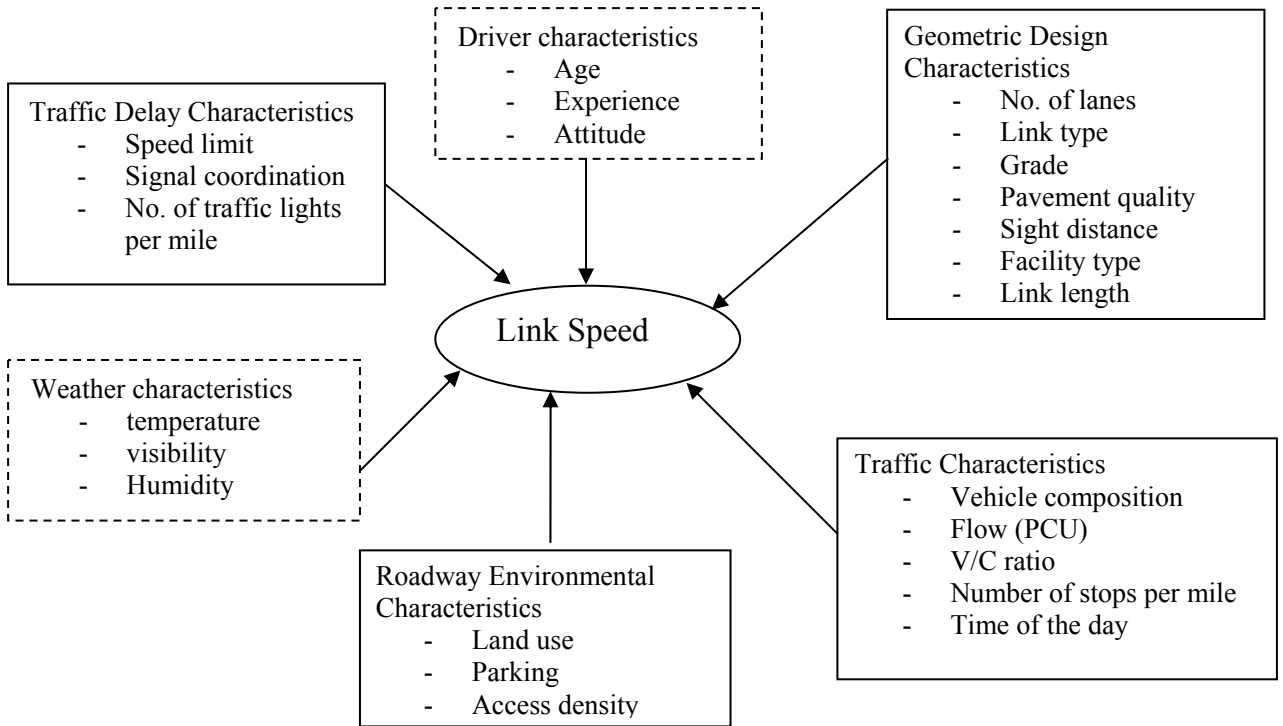 Driver characteristics
- Age
- Experience
- Attitude
Geometric Design
Characteristics
- No. of lanes
- Link type
- Grade
- Pavement quality
- Sight distance
- Facility type
- Link length
Traffic Delay Characteristics
- Speed limit
- Signal coordination
- No. of traffic lights
per mile
Link Speed
Weather characteristics
- temperature
- visibility
- Humidity
Traffic Characteristics
- Vehicle composition
- Flow (PCU)
- V/C ratio
- Number of stops per mile
- Time of the day
Roadway Environmental
Characteristics
- Land use
- Parking
- Access density